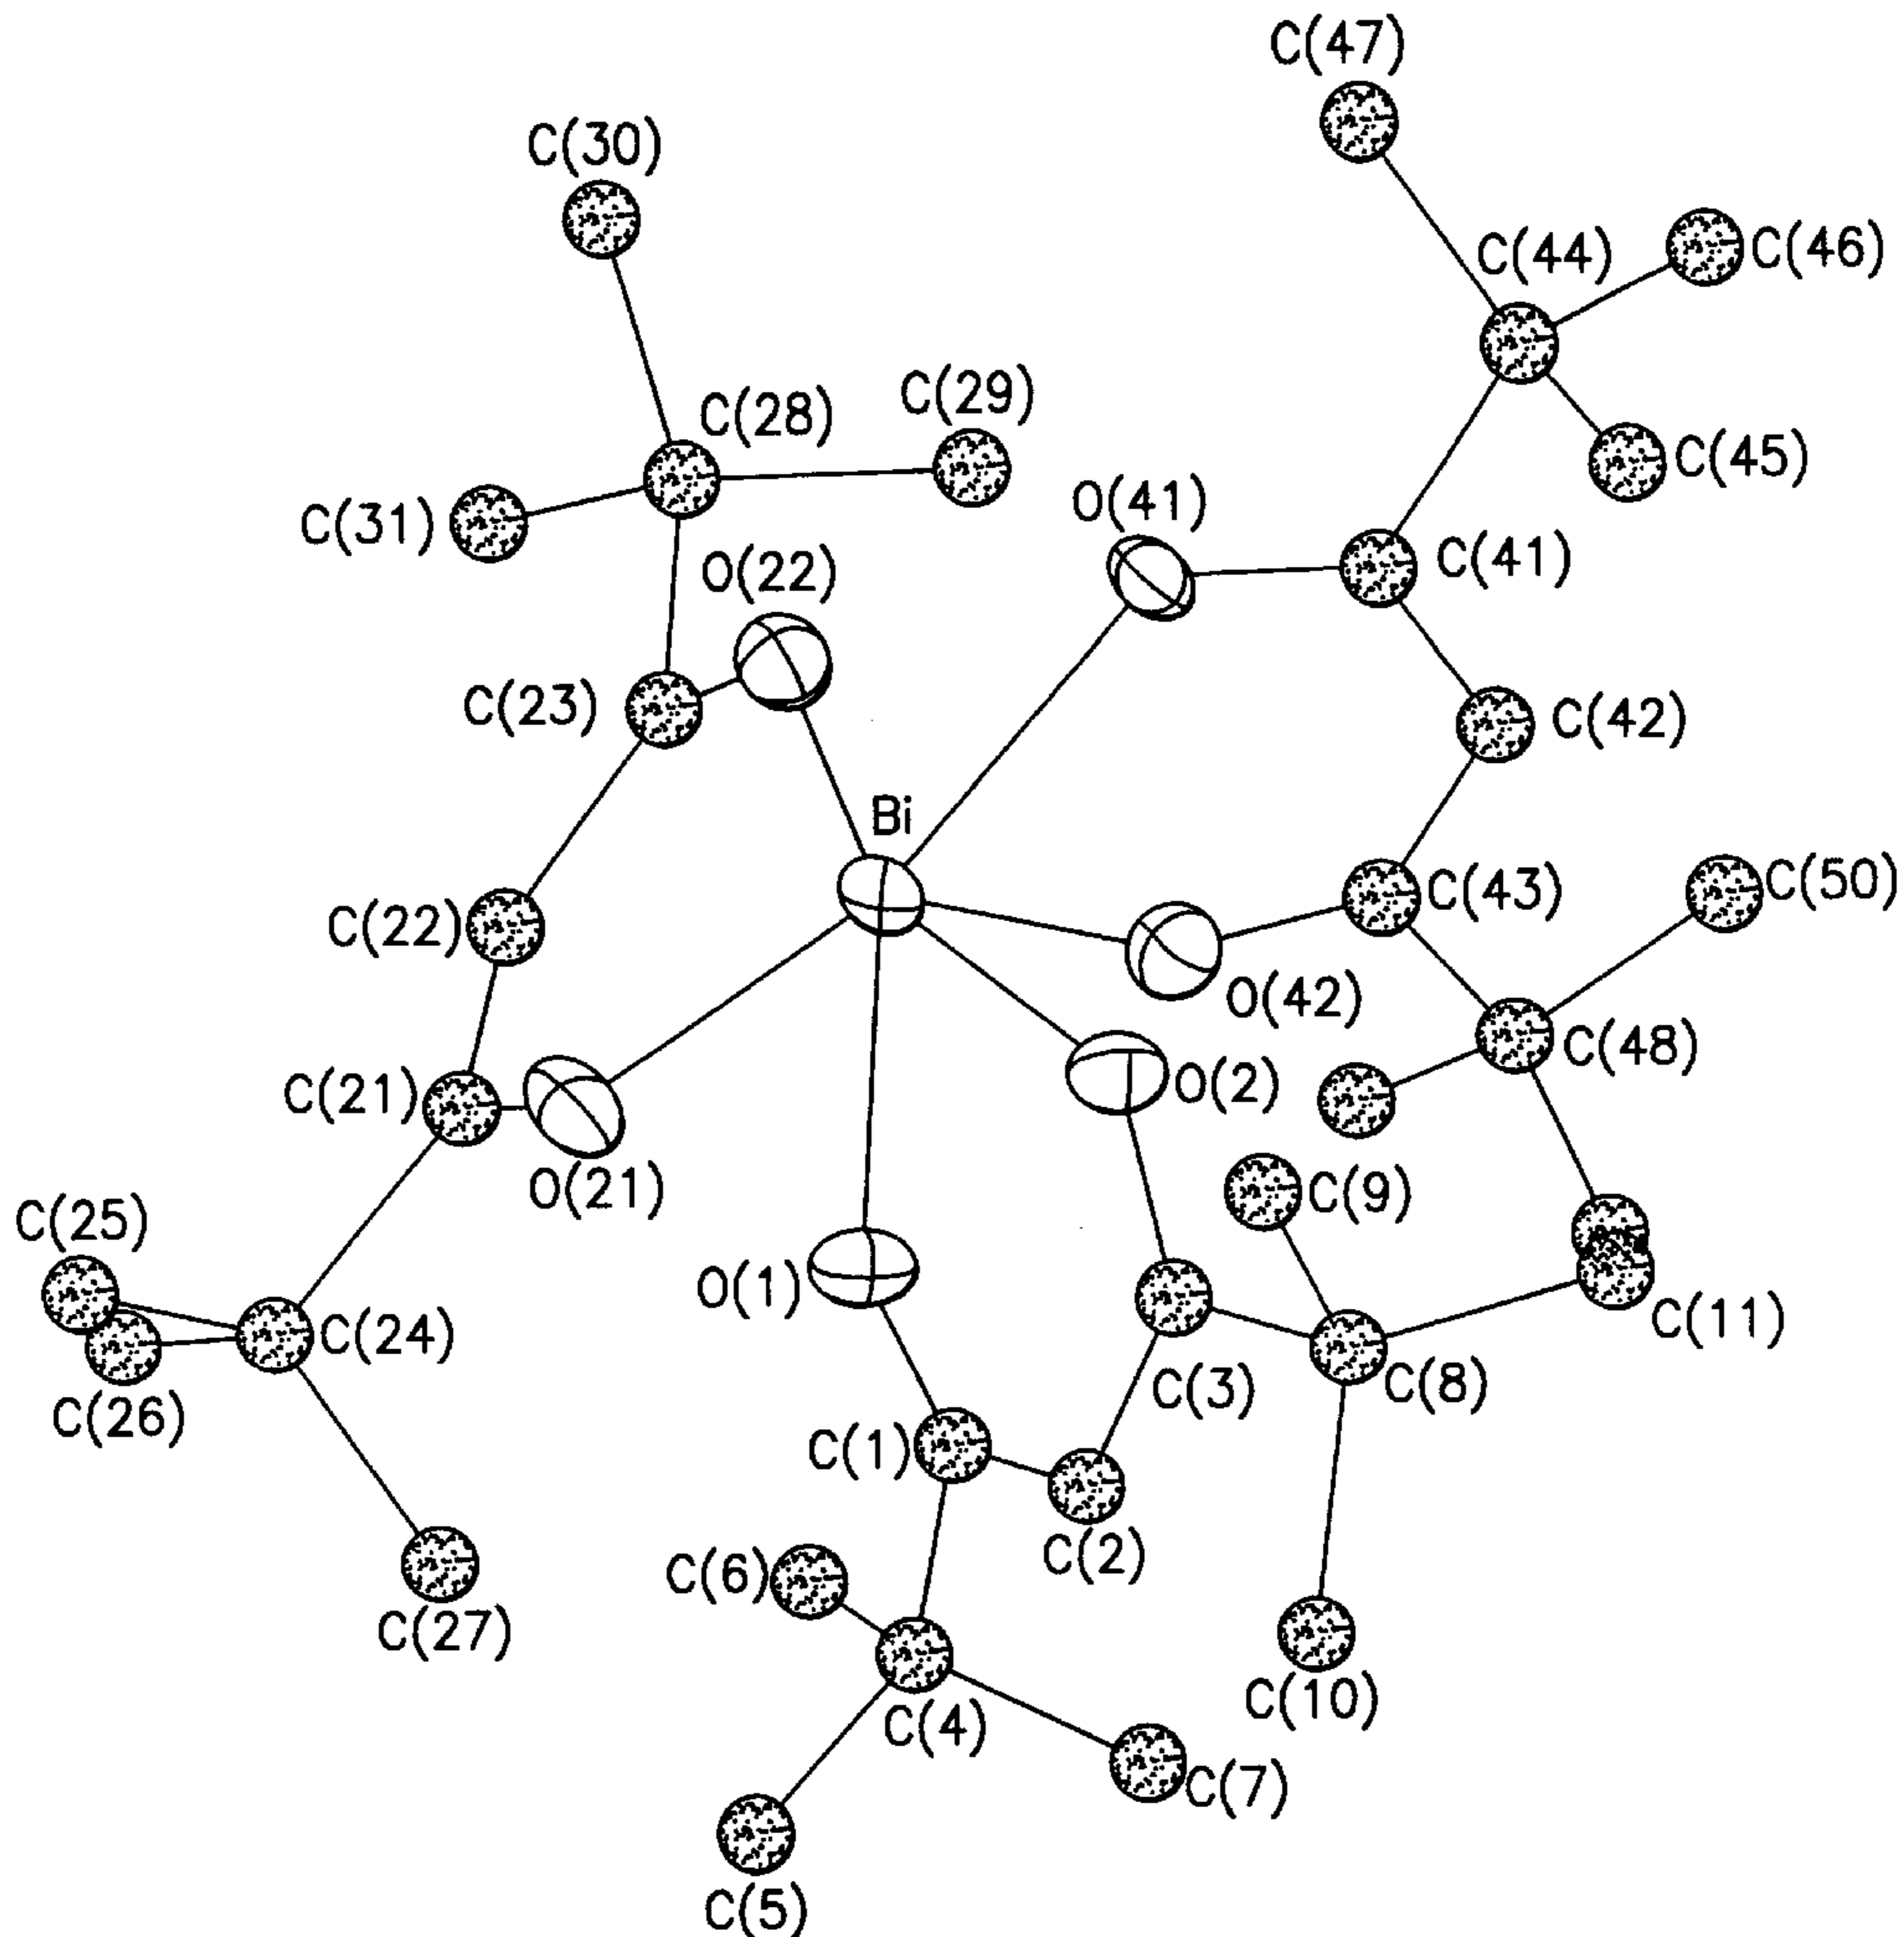 C(47)
C(30)
C(44)
C(46)
C(28)
C(29)
C(45)
C(31)
O(41)
C(41)
O(22)
C(23)
C(42)
Bi
C(22)
C(43)
C(50)
O(42)
C(48)
C(21)
O(2)
O(21)
C(9)
C(25)
O(1)
C(11)
C(24)
C(3)
C(8)
C(26)
C(1)
C(2)
C(6)
C(27)
C(10)
C(4)
C(7)
C(5)